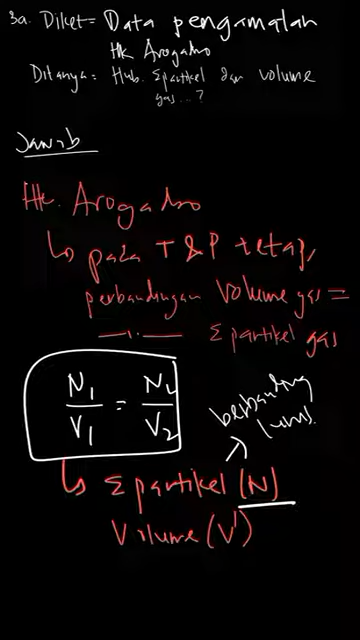 3a. Diket = Data pengamatan
Hk Avogadro
Ditanya = Hub. Σpartikel dan volume
gas...?
Jawab
Hk. Avogadro
↳ pada T & P tetap,
perbandingan Volume gas =
—〃— Σ partikel gas
N₁/V₁ = N₂/V₂
berbanding
lurus
↳ Σ partikel (N)
Volume (V)